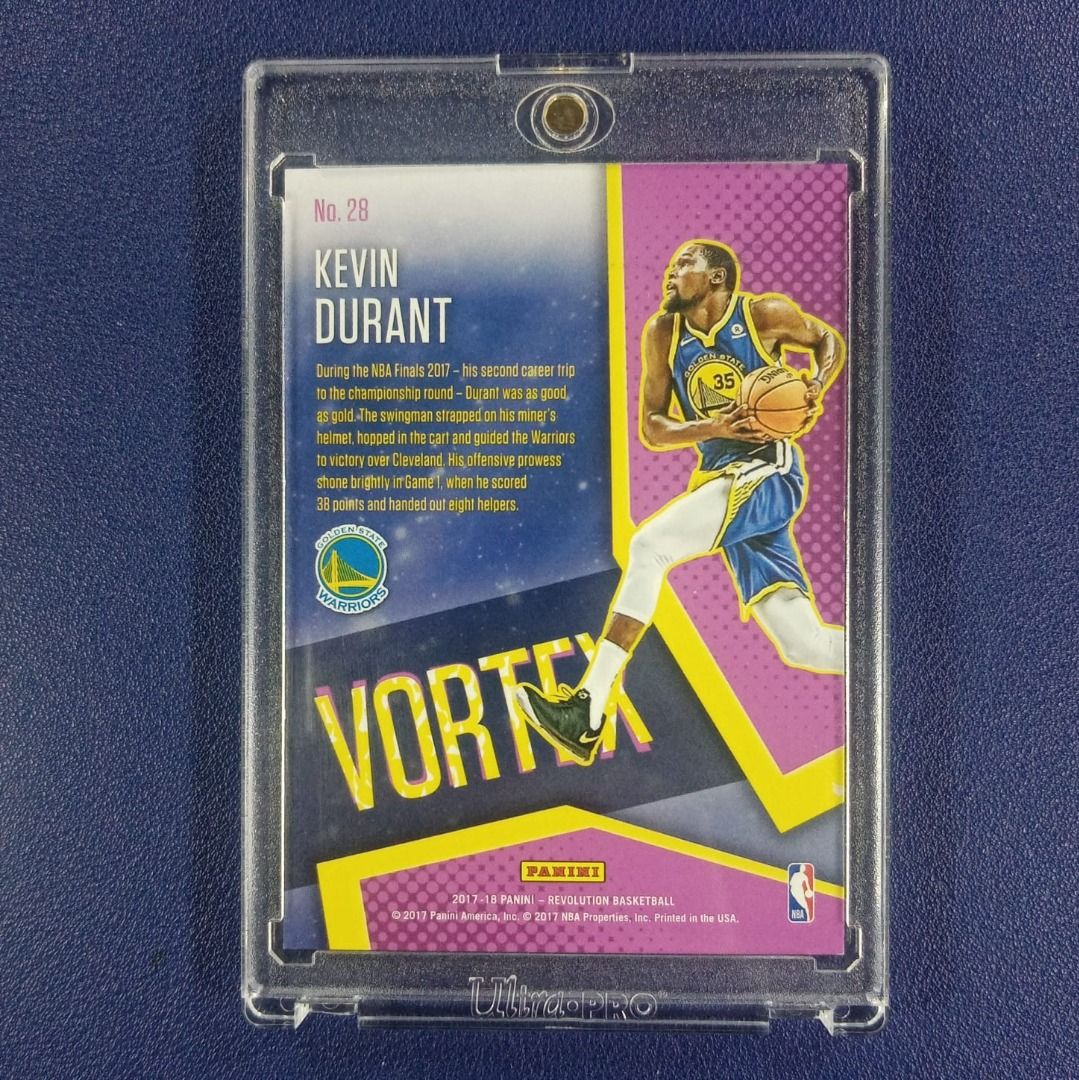 No. 28
KEVIN
DURANT
During the NBA Finals 2017 – his second career trip
to the championship round – Durant was as good
as gold. The swingman strapped on his miner's
helmet, hopped in the cart and guided the Warriors
to victory over Cleveland. His offensive prowess
shone brightly in Game 1, when he scored
38 points and handed out eight helpers.
GOLDEN STATE
WARRIORS
GOLDEN STATE
35
SPALDING
R
VORTEX
PANINI
2017-18 PANINI – REVOLUTION BASKETBALL
© 2017 Panini America, Inc. © 2017 NBA Properties, Inc. Printed in the USA.
NBA
Ultra·PRO